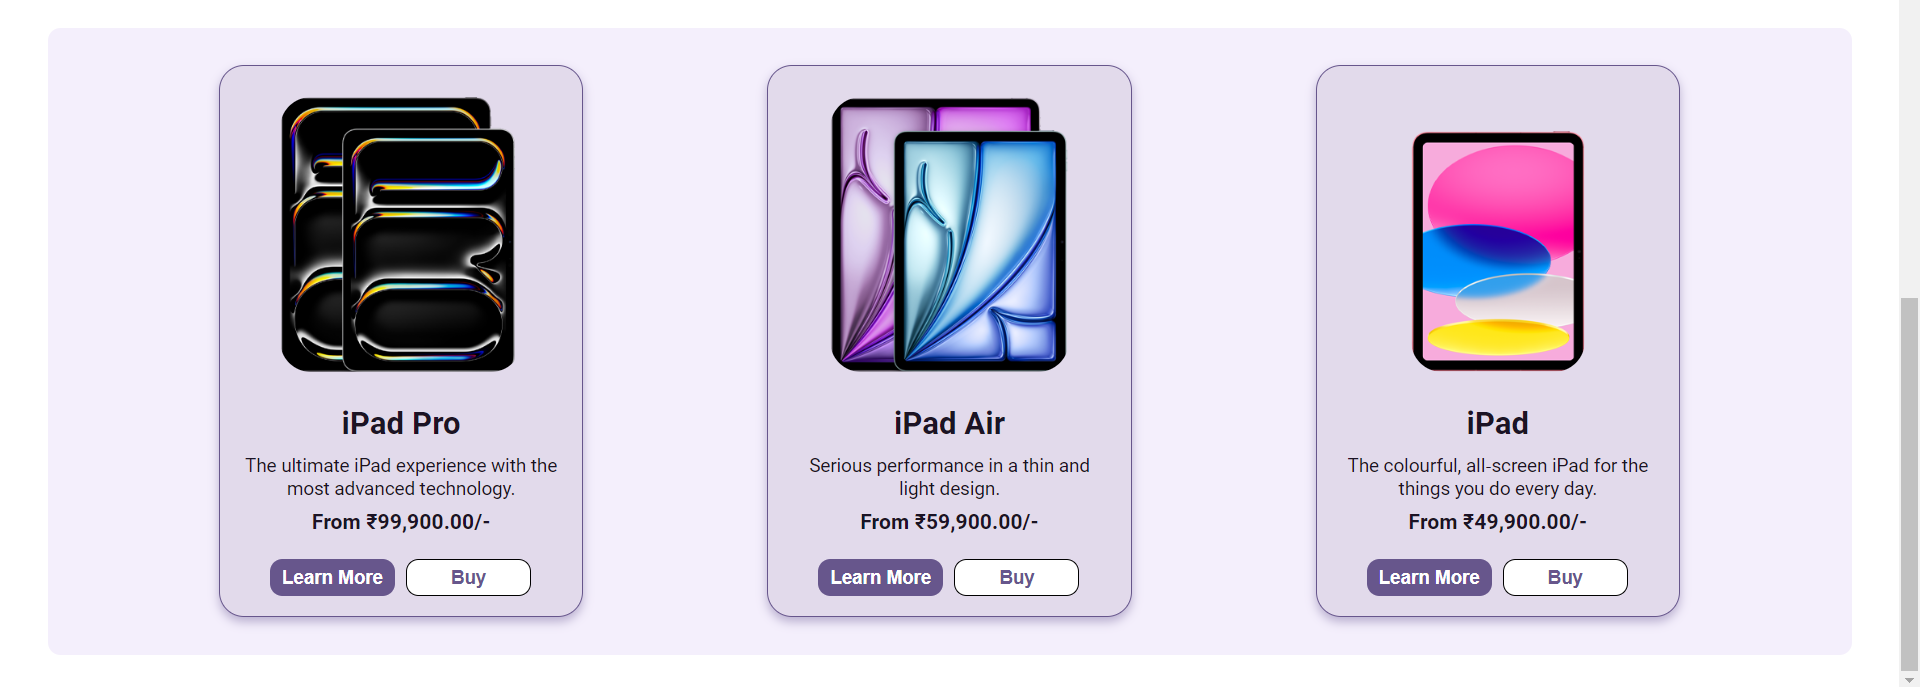 iPad Pro
The ultimate iPad experience with the
most advanced technology.
From ₹99,900.00/-
Learn More
Buy
iPad Air
Serious performance in a thin and
light design.
From ₹59,900.00/-
Learn More
Buy
iPad
The colourful, all-screen iPad for the
things you do every day.
From ₹49,900.00/-
Learn More
Buy